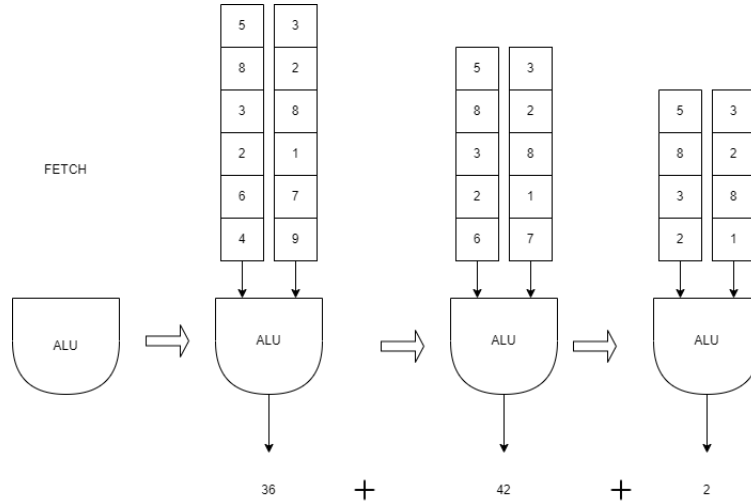 5 3
8 2
5 3 3 8
8 2 2 1
5 3 3 8 6 7
8 2 2 1 4 9
3 8 6 7
2 1
FETCH
ALU ALU ALU ALU
36 + 42 + 2